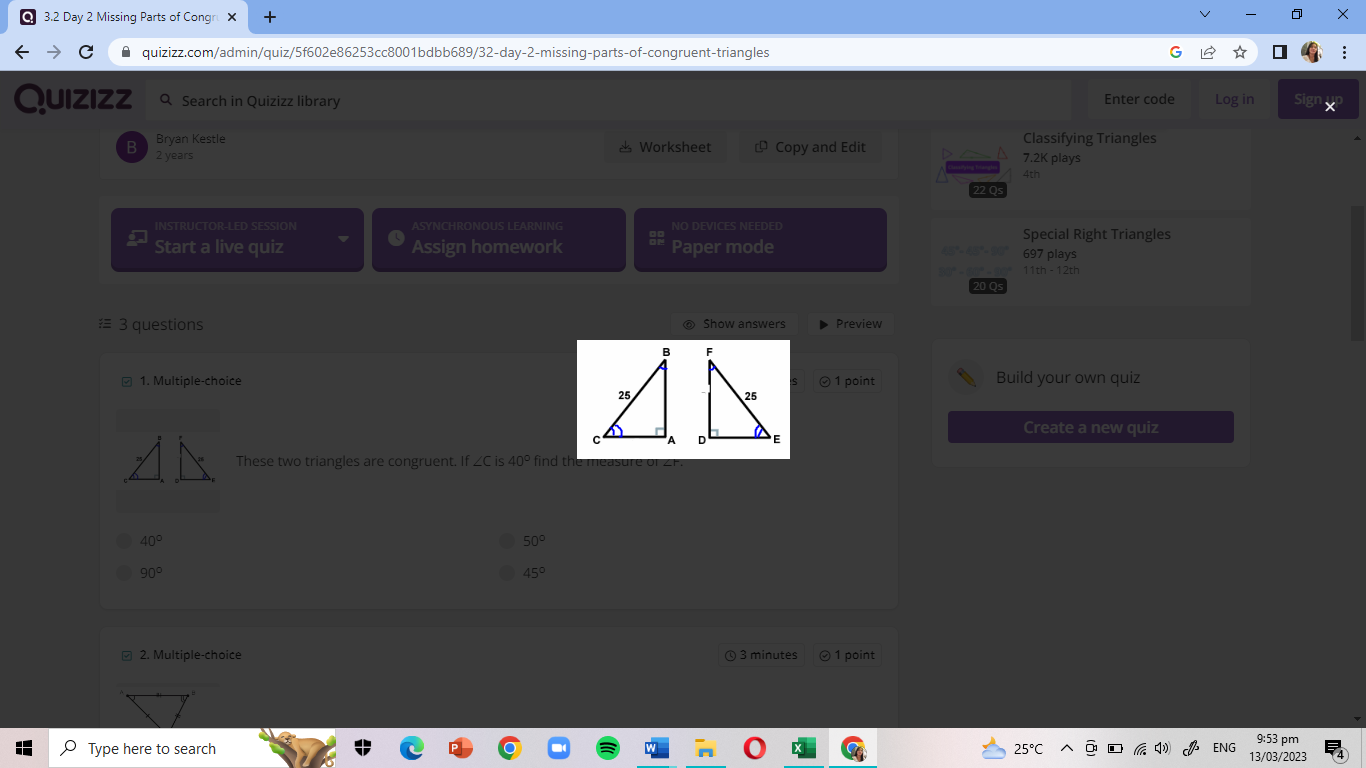 3.2 Day 2 Missing Parts of Congru
quizizz.com/admin/quiz/5f602e86253cc8001bdbb689/32-day-2-missing-parts-of-congruent-triangles
Quizizz
Search in Quizizz library
Enter code
Log in
Sign up
B
Bryan Kestle
2 years
Worksheet
Copy and Edit
Classifying Triangles
7.2K plays
4th
22 Qs
INSTRUCTOR-LED SESSION
Start a live quiz
ASYNCHRONOUS LEARNING
Assign homework
NO DEVICES NEEDED
Paper mode
Special Right Triangles
697 plays
11th - 12th
20 Qs
3 questions
Show answers
Preview
1. Multiple-choice
1 point
B F
25 25
C A D E
B F
25 25
C A D E
These two triangles are congruent. If ∠C is 40º find the measure of ∠F.
40º
50º
90º
45º
Build your own quiz
Create a new quiz
2. Multiple-choice
3 minutes
1 point
Type here to search
25°C
ENG
9:53 pm
13/03/2023
4